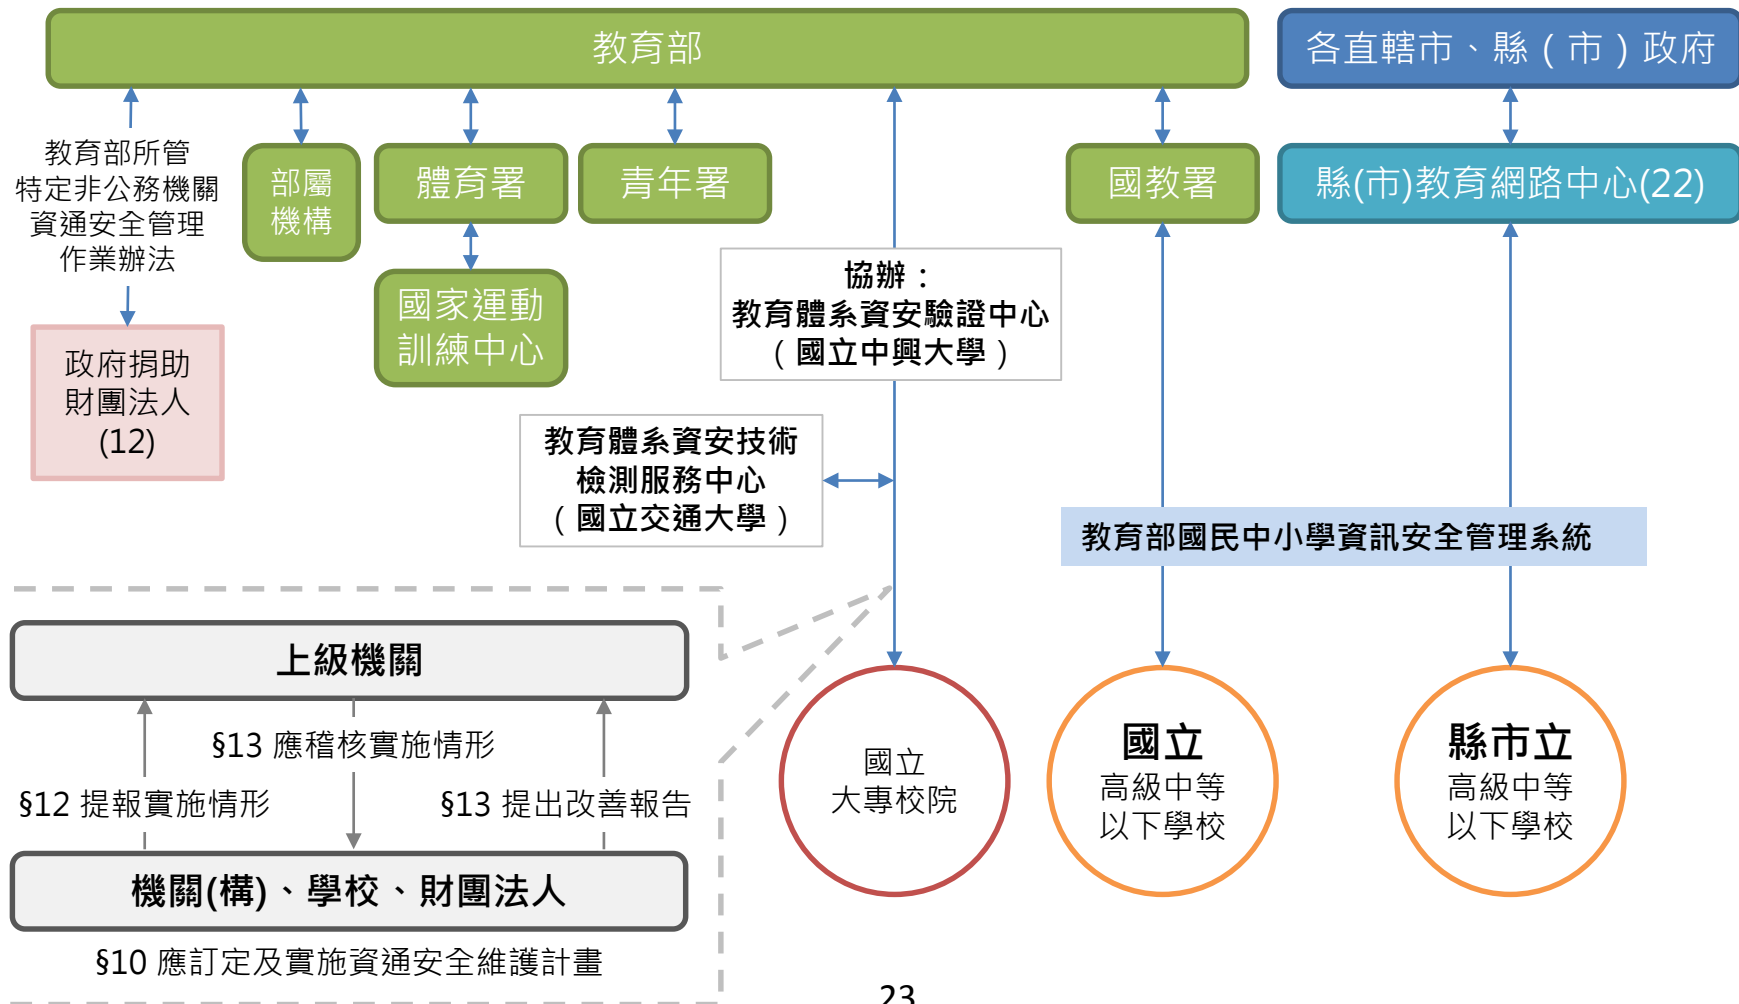 教育部
各直轄市、縣（市）政府
教育部所管
特定非公務機關
資通安全管理
作業辦法
部屬
機構
體育署
青年署
國教署
縣(市)教育網路中心(22)
國家運動
訓練中心
協辦：
教育體系資安驗證中心
（國立中興大學）
政府捐助
財團法人
(12)
教育體系資安技術
檢測服務中心
（國立交通大學）
教育部國民中小學資訊安全管理系統
上級機關
§13 應稽核實施情形
§12 提報實施情形
§13 提出改善報告
機關(構)、學校、財團法人
§10 應訂定及實施資通安全維護計畫
國立
大專校院
國立
高級中等
以下學校
縣市立
高級中等
以下學校
23